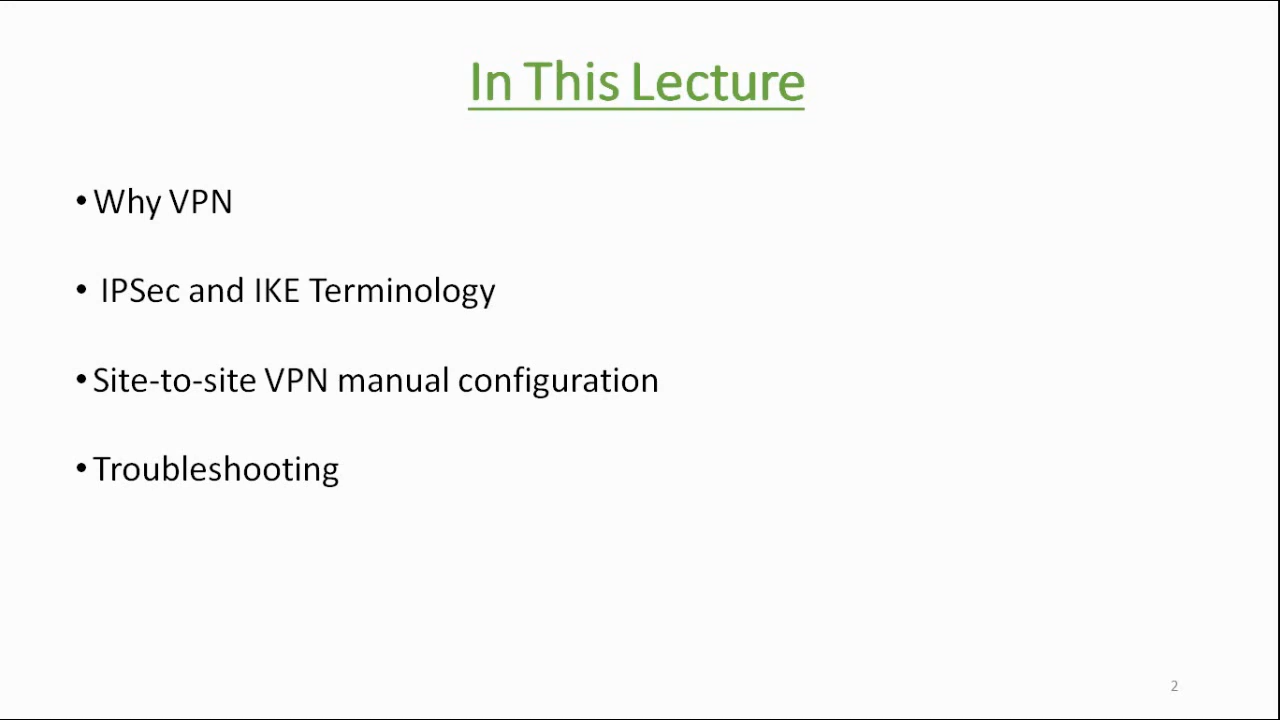 In This Lecture
• Why VPN
• IPSec and IKE Terminology
• Site-to-site VPN manual configuration
• Troubleshooting
2